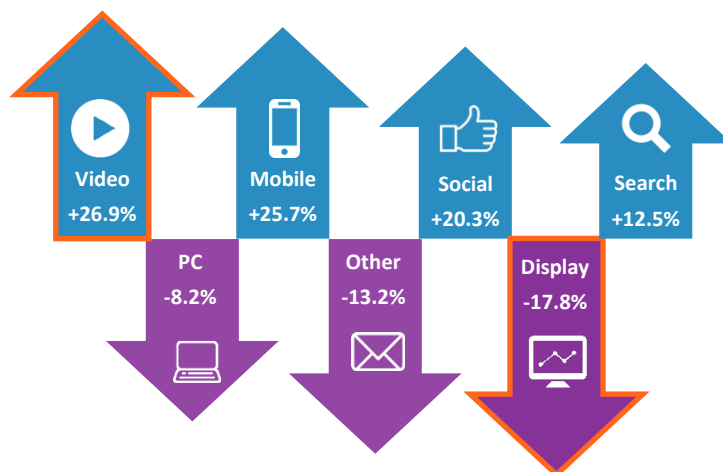 Video
+26.9%
Mobile
+25.7%
Social
+20.3%
Search
+12.5%
PC
-8.2%
Other
-13.2%
Display
-17.8%